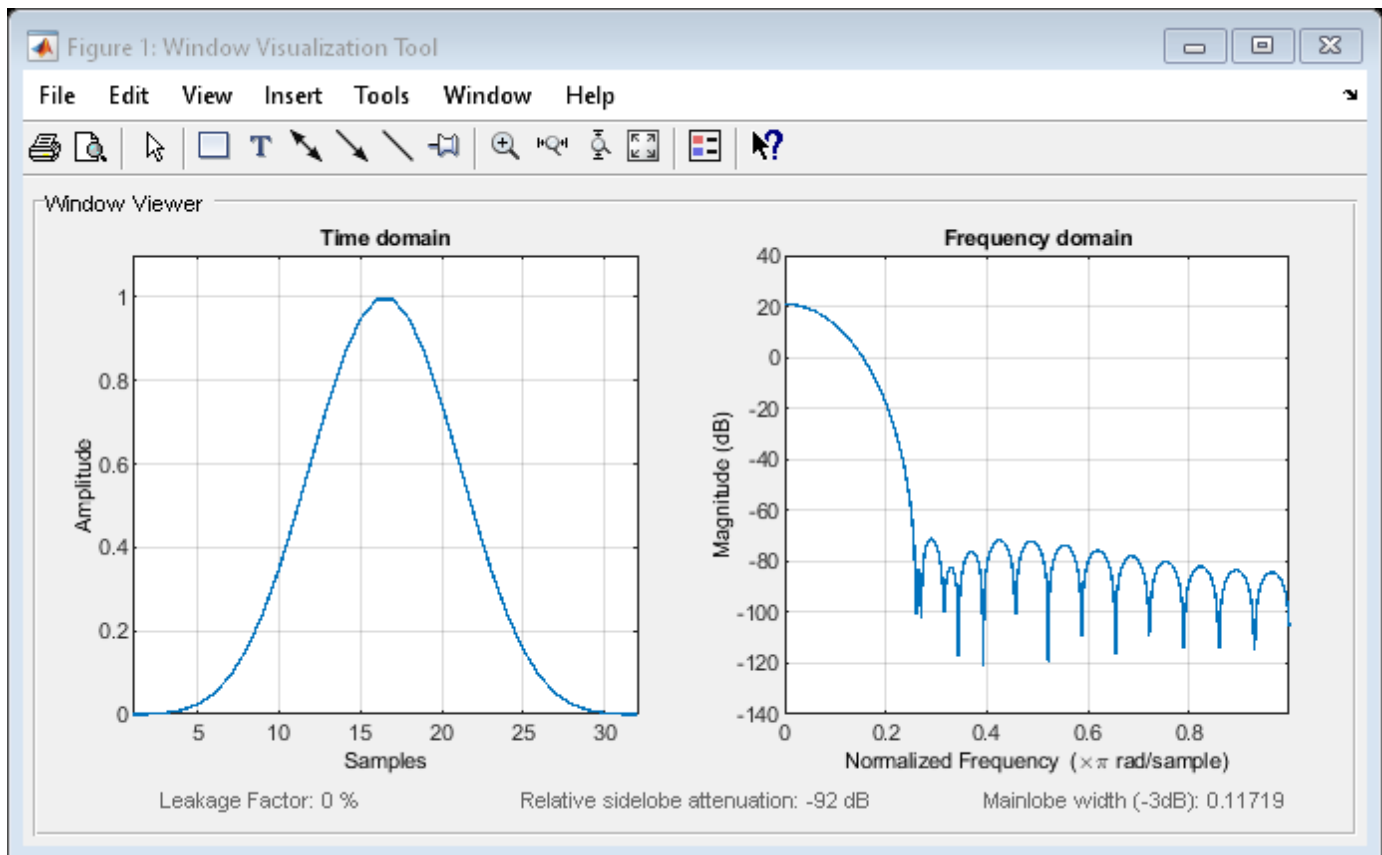 Figure 1: Window Visualization Tool
File Edit View Insert Tools Window Help
T
?
Window Viewer
Time domain
1
0.8
0.6
0.4
0.2
0
Amplitude
5 10 15 20 25 30
Samples
Frequency domain
40
20
0
-20
-40
-60
-80
-100
-120
-140
Magnitude (dB)
0 0.2 0.4 0.6 0.8
Normalized Frequency (×π rad/sample)
Leakage Factor: 0 % Relative sidelobe attenuation: -92 dB Mainlobe width (-3dB): 0.11719